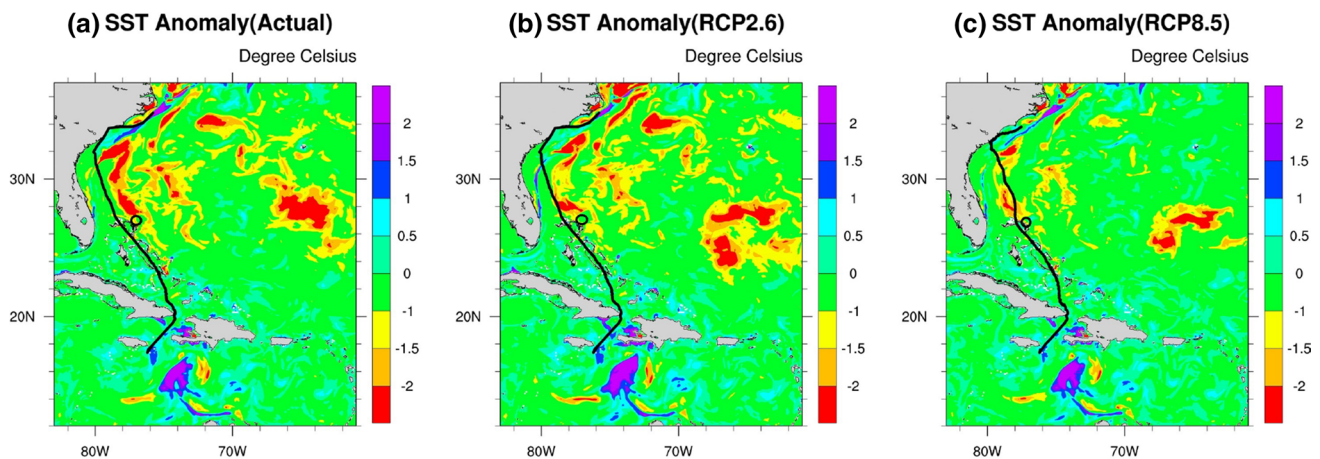 (a) SST Anomaly(Actual)
Degree Celsius
30N
20N
80W
70W
2
1.5
1
0.5
0
-1
-1.5
-2
(b) SST Anomaly(RCP2.6)
Degree Celsius
30N
20N
80W
70W
2
1.5
1
0.5
0
-1
-1.5
-2
(c) SST Anomaly(RCP8.5)
Degree Celsius
30N
20N
80W
70W
2
1.5
1
0.5
0
-1
-1.5
-2